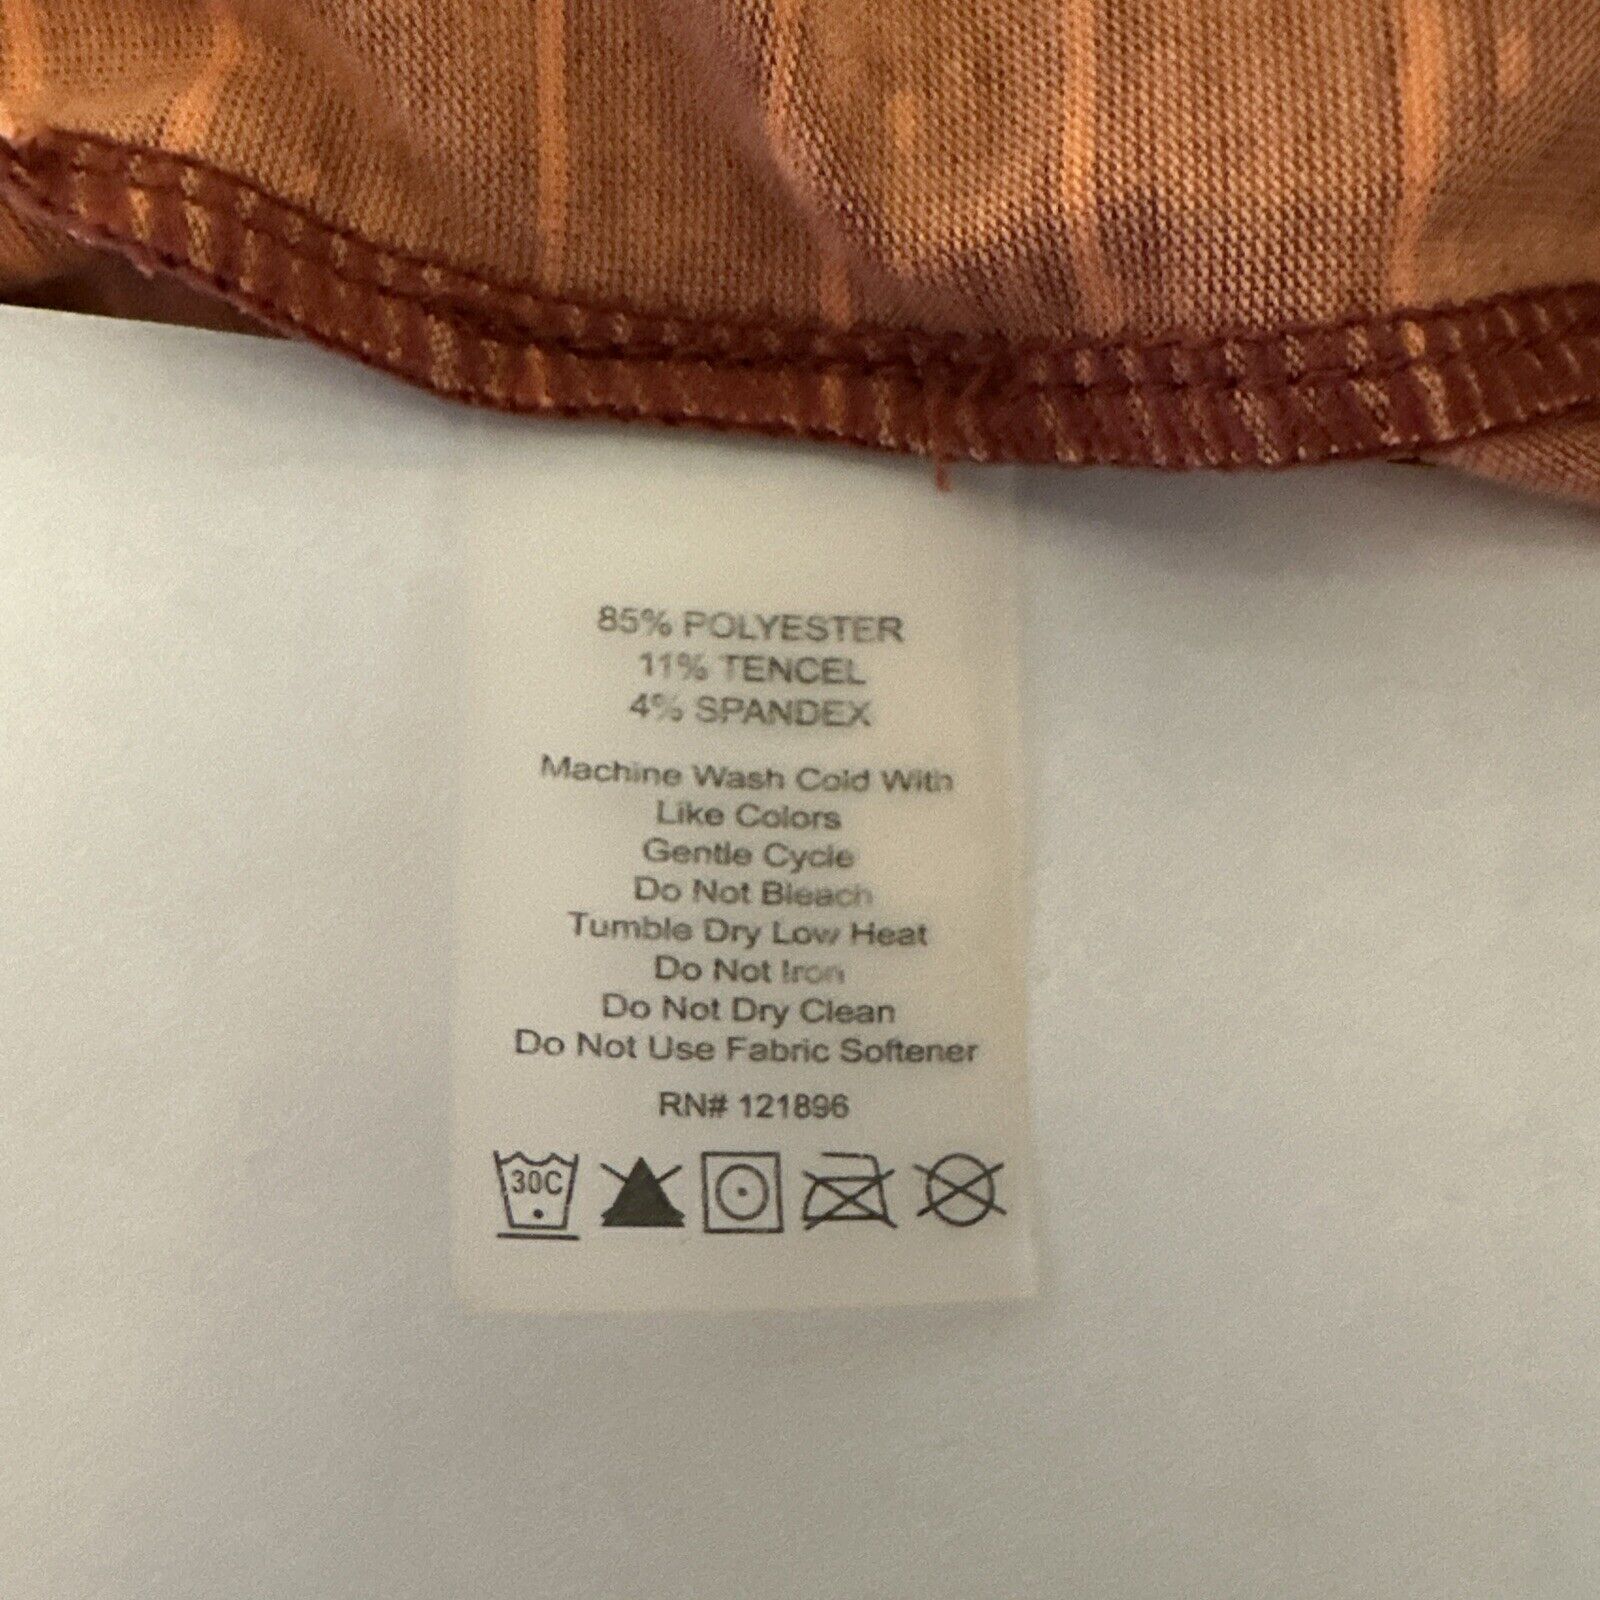 85% POLYESTER
11% TENCEL
4% SPANDEX
Machine Wash Cold With
Like Colors
Gentle Cycle
Do Not Bleach
Tumble Dry Low Heat
Do Not Iron
Do Not Dry Clean
Do Not Use Fabric Softener
RN# 121896
30C